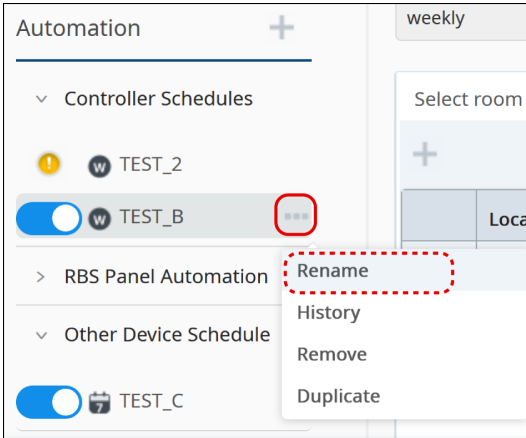 Automation
weekly
Controller Schedules
Select room
TEST_2
TEST_B
Loca
RBS Panel Automation
Rename
History
Other Device Schedule
Remove
Duplicate
7 TEST_C